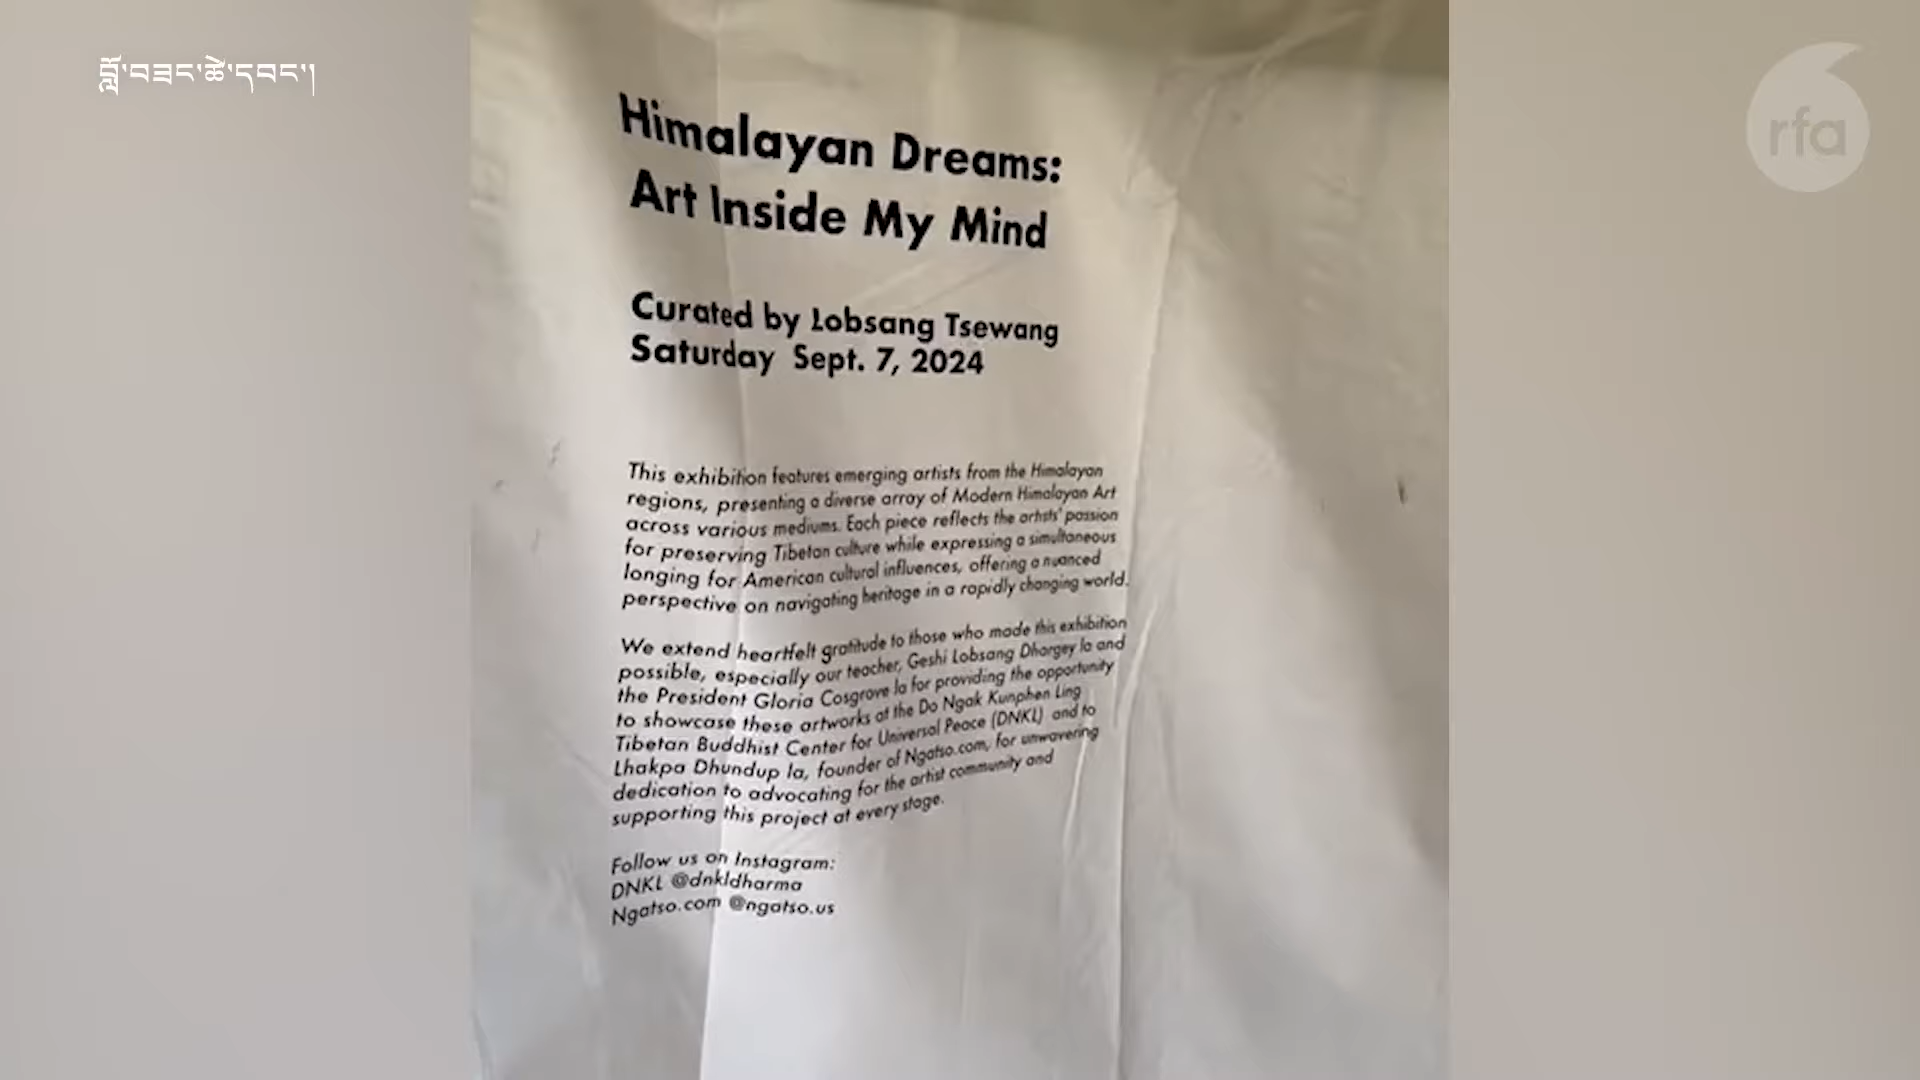 བློ་བཟང་ཚེ་དབང་།
rfa
Himalayan Dreams:
Art Inside My Mind
Curated by Lobsang Tsewang
Saturday Sept. 7, 2024
This exhibition features emerging artists from the Himalayan
regions, presenting a diverse array of Modern Himalayan Art
across various mediums. Each piece reflects the artists' passion
for preserving Tibetan culture while expressing a simultaneous
longing for American cultural influences, offering a nuanced
perspective on navigating heritage in a rapidly changing world.
We extend heartfelt gratitude to those who made this exhibition
possible, especially our teacher, Geshi Lobsang Dhargey la and
the President Gloria Cosgrove la for providing the opportunity
to showcase these artworks at the Do Ngak Kunphen Ling
Tibetan Buddhist Center for Universal Peace (DNKL) and to
Lhakpa Dhundup la, founder of Ngatso.com, for unwavering
dedication to advocating for the artist community and
supporting this project at every stage.
Follow us on Instagram:
DNKL @dnkldharma
Ngatso.com @ngatso.us